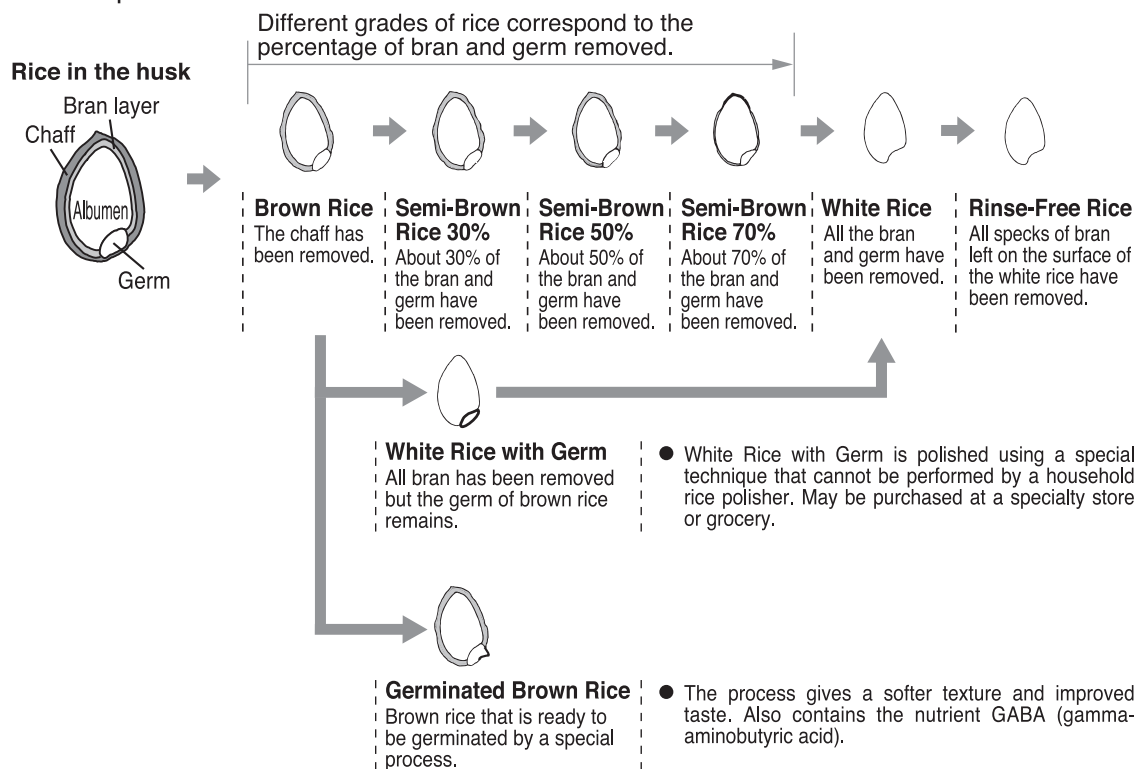 Different grades of rice correspond to the
percentage of bran and germ removed.
Rice in the husk
Bran layer
Chaff
Albumen
Germ
Brown Rice
The chaff has
been removed.
Semi-Brown
Rice 30%
About 30% of
the bran and
germ have
been removed.
Semi-Brown
Rice 50%
About 50% of
the bran and
germ have
been removed.
Semi-Brown
Rice 70%
About 70% of
the bran and
germ have
been removed.
White Rice
All the bran
and germ have
been removed.
Rinse-Free Rice
All specks of bran
left on the surface of
the white rice have
been removed.
White Rice with Germ
All bran has been removed
but the germ of brown rice
remains.
● White Rice with Germ is polished using a special
technique that cannot be performed by a household
rice polisher. May be purchased at a specialty store
or grocery.
Germinated Brown Rice
Brown rice that is ready to
be germinated by a special
process.
● The process gives a softer texture and improved
taste. Also contains the nutrient GABA (gamma-
aminobutyric acid).